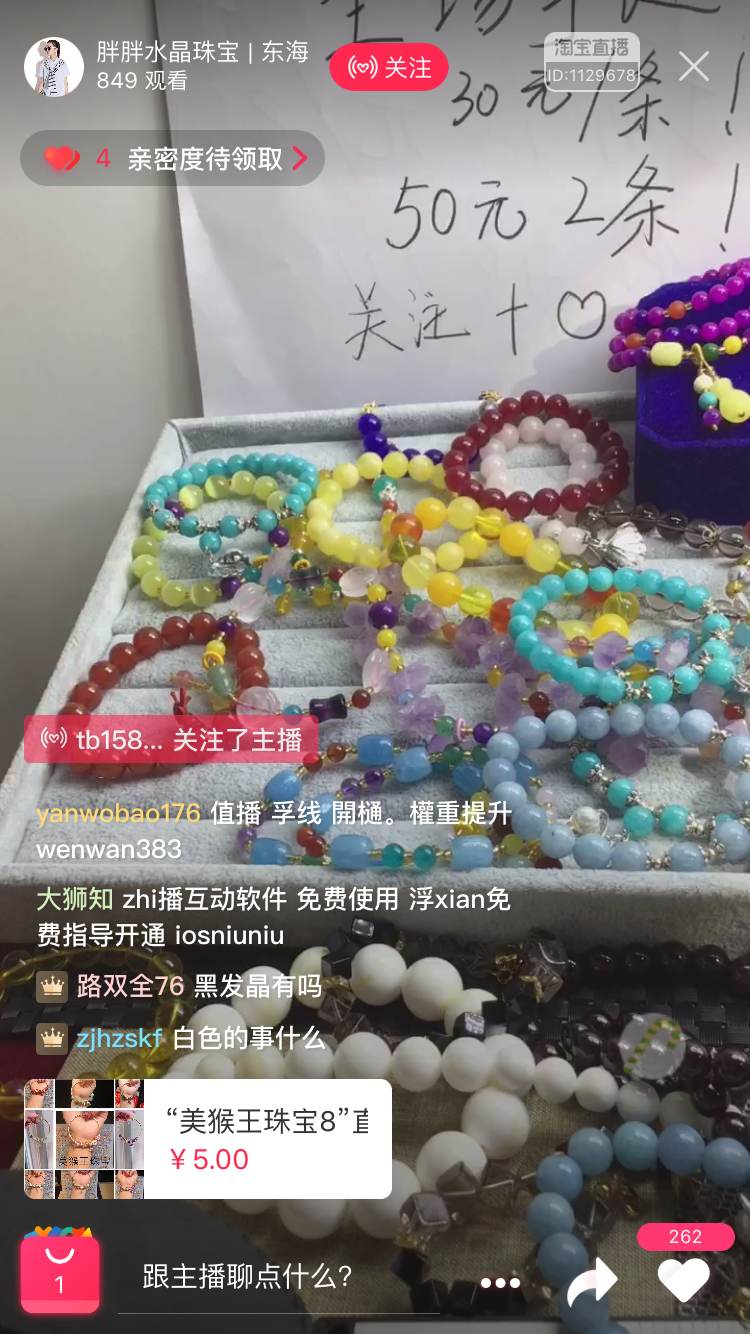 胖胖水晶珠宝 | 东海
849 观看
关注
淘宝直播
ID:1129678
30元/条！
50元2条！
关注+♡
4 亲密度待领取
tb158... 关注了主播
yanwobao176 值播 孚线 開樋。權重提升
wenwan383
大狮知 zhi播互动软件 免费使用 浮xian免
费指导开通 iosniuniu
路双全76 黑发晶有吗
zjhzskf 白色的事什么
“美猴王珠宝8”直
美猴王珠宝
¥5.00
1
跟主播聊点什么?
262